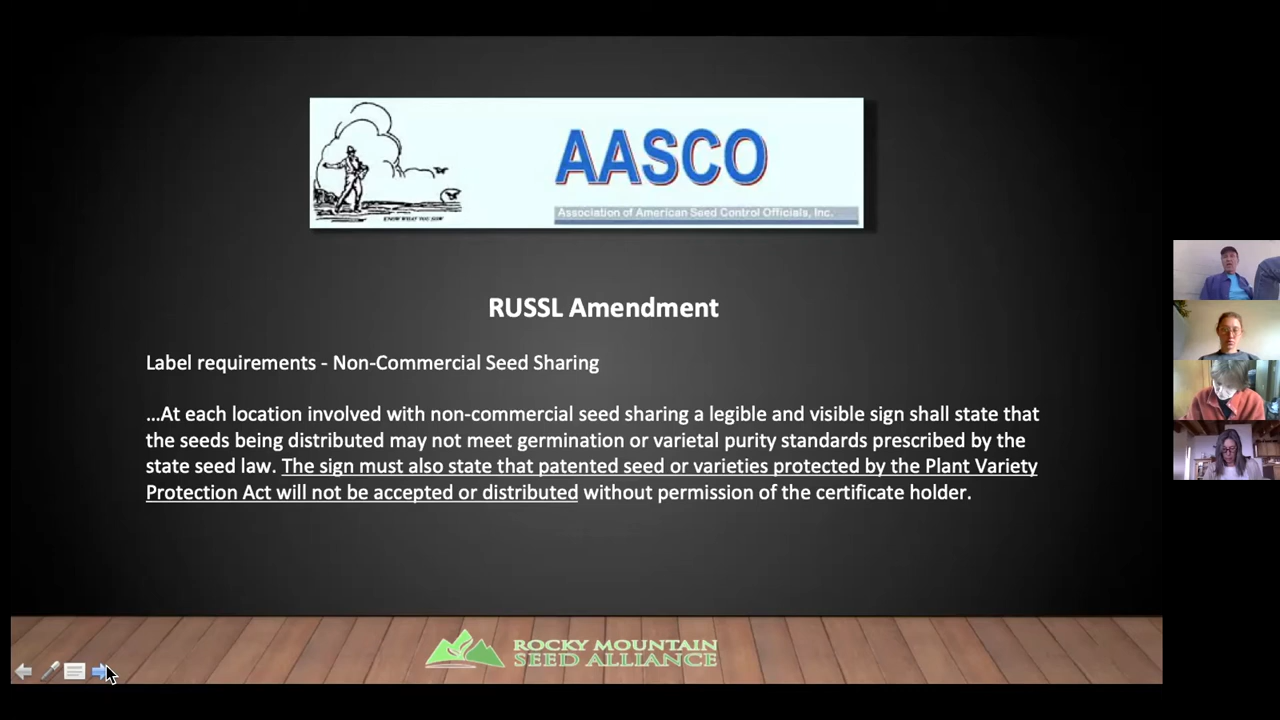 AASCO
KNOW WHAT YOU SOW
Association of American Seed Control Officials, Inc.
RUSSL Amendment
Label requirements - Non-Commercial Seed Sharing
...At each location involved with non-commercial seed sharing a legible and visible sign shall state that
the seeds being distributed may not meet germination or varietal purity standards prescribed by the
state seed law. The sign must also state that patented seed or varieties protected by the Plant Variety
Protection Act will not be accepted or distributed without permission of the certificate holder.
ROCKY MOUNTAIN
SEED ALLIANCE